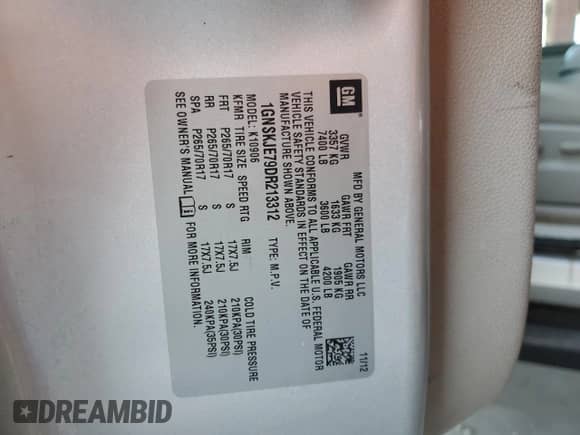 GM
MFD BY GENERAL MOTORS LLC
11/12
GVWR GAWR FRT GAWR RR
3357 KG 1633 KG 1905 KG
7400 LB 3600 LB 4200 LB
THIS VEHICLE CONFORMS TO ALL APPLICABLE U.S. FEDERAL MOTOR
VEHICLE SAFETY STANDARDS IN EFFECT ON THE DATE OF
MANUFACTURE SHOWN ABOVE.
1GNSKJE79DR213312 TYPE: M.P.V.
MODEL: K10906
KFMR TIRE SIZE SPEED RTG RIM COLD TIRE PRESSURE
FRT P265/70R17 S 17X7.5J 210KPA(30PSI)
RR P265/70R17 S 17X7.5J 210KPA(30PSI)
SPA P265/70R17 S 17X7.5J 240KPA(35PSI)
SEE OWNER'S MANUAL FOR MORE INFORMATION.
DREAMBID